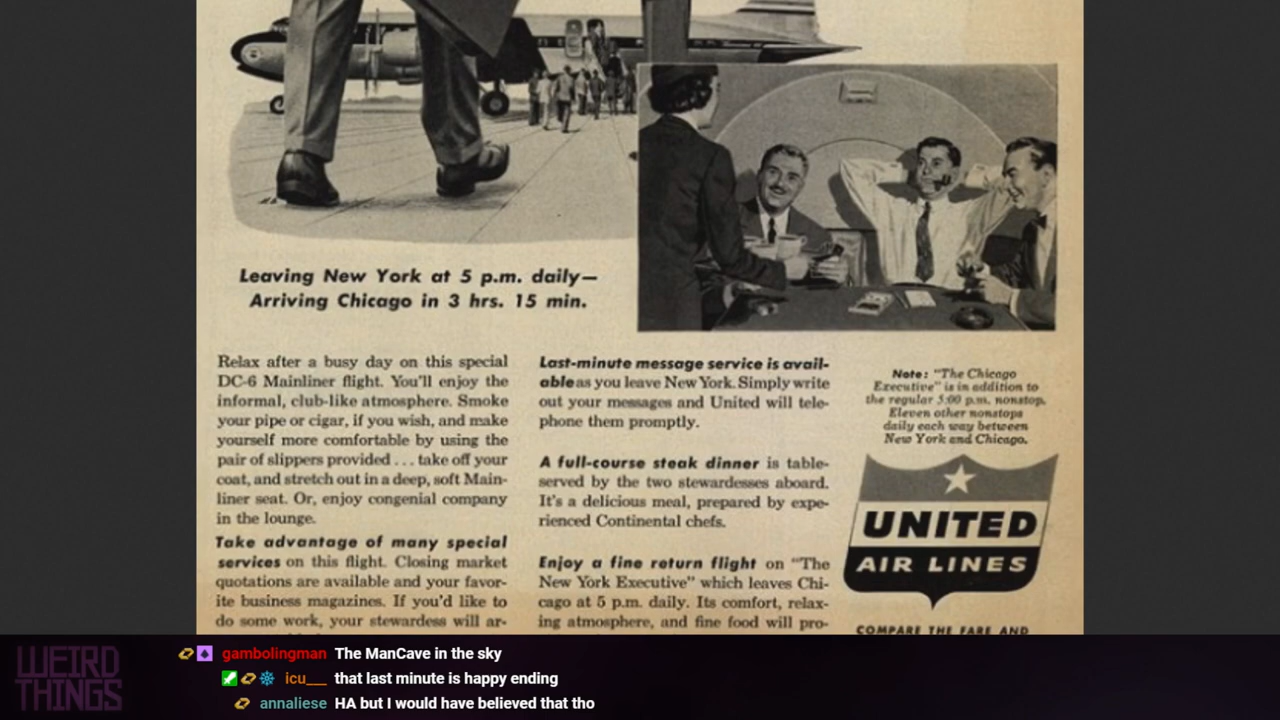 Leaving New York at 5 p.m. daily—
Arriving Chicago in 3 hrs. 15 min.
Relax after a busy day on this special
DC-6 Mainliner flight. You'll enjoy the
informal, club-like atmosphere. Smoke
your pipe or cigar, if you wish, and make
yourself more comfortable by using the
pair of slippers provided . . . take off your
coat, and stretch out in a deep, soft Main-
liner seat. Or, enjoy congenial company
in the lounge.
Take advantage of many special
services on this flight. Closing market
quotations are available and your favor-
ite business magazines. If you'd like to
do some work, your stewardess will ar-
Last-minute message service is avail-
able as you leave New York. Simply write
out your messages and United will tele-
phone them promptly.
A full-course steak dinner is table-
served by the two stewardesses aboard.
It's a delicious meal, prepared by expe-
rienced Continental chefs.
Enjoy a fine return flight on "The
New York Executive" which leaves Chi-
cago at 5 p.m. daily. Its comfort, relax-
ing atmosphere, and fine food will pro-
Note: "The Chicago
Executive" is in addition to
the regular 5:00 p.m. nonstop.
Eleven other nonstops
daily each way between
New York and Chicago.
UNITED
AIR LINES
COMPARE THE FARE AND
WEIRD
THINGS
gambolingman The ManCave in the sky
icu___ that last minute is happy ending
annaliese HA but I would have believed that tho